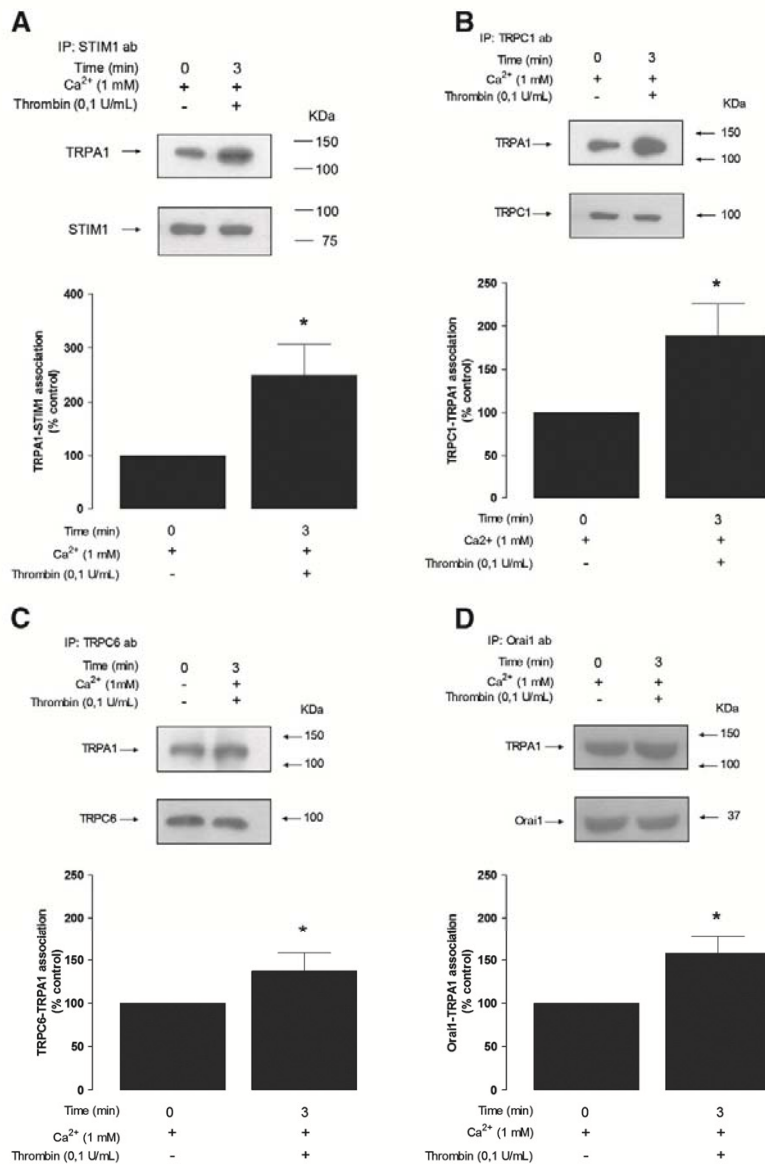 A
IP: STIM1 ab
Time (min) 0 3
Ca2+ (1 mM) + +
Thrombin (0,1 U/mL) - +
KDa
TRPA1
150
100
STIM1
100
75
400
300
200
100
0
TRPA1-STIM1 association
(% control)
*
Time (min) 0 3
Ca2+ (1 mM) + +
Thrombin (0,1 U/mL) - +
B
IP: TRPC1 ab
Time (min) 0 3
Ca2+ (1 mM) + +
Thrombin (0,1 U/mL) - +
KDa
TRPA1
150
100
TRPC1
100
250
200
150
100
50
0
TRPC1-TRPA1 association
(% control)
*
Time (min) 0 3
Ca2+ (1 mM) + +
Thrombin (0,1 U/mL) - +
C
IP: TRPC6 ab
Time (min) 0 3
Ca2+ (1mM) - +
Thrombin (0,1 U/mL) - +
KDa
TRPA1
150
100
TRPC6
100
250
200
150
100
50
0
TRPC6-TRPA1 association
(% control)
*
Time (min) 0 3
Ca2+ (1 mM) + +
Thrombin (0,1 U/mL) - +
D
IP: Orai1 ab
Time (min) 0 3
Ca2+ (1 mM) + +
Thrombin (0,1 U/mL) - +
KDa
TRPA1
150
100
Orai1
37
250
200
150
100
50
0
Orai1-TRPA1 association
(% control)
*
Time (min) 0 3
Ca2+ (1 mM) + +
Thrombin (0,1 U/mL) - +